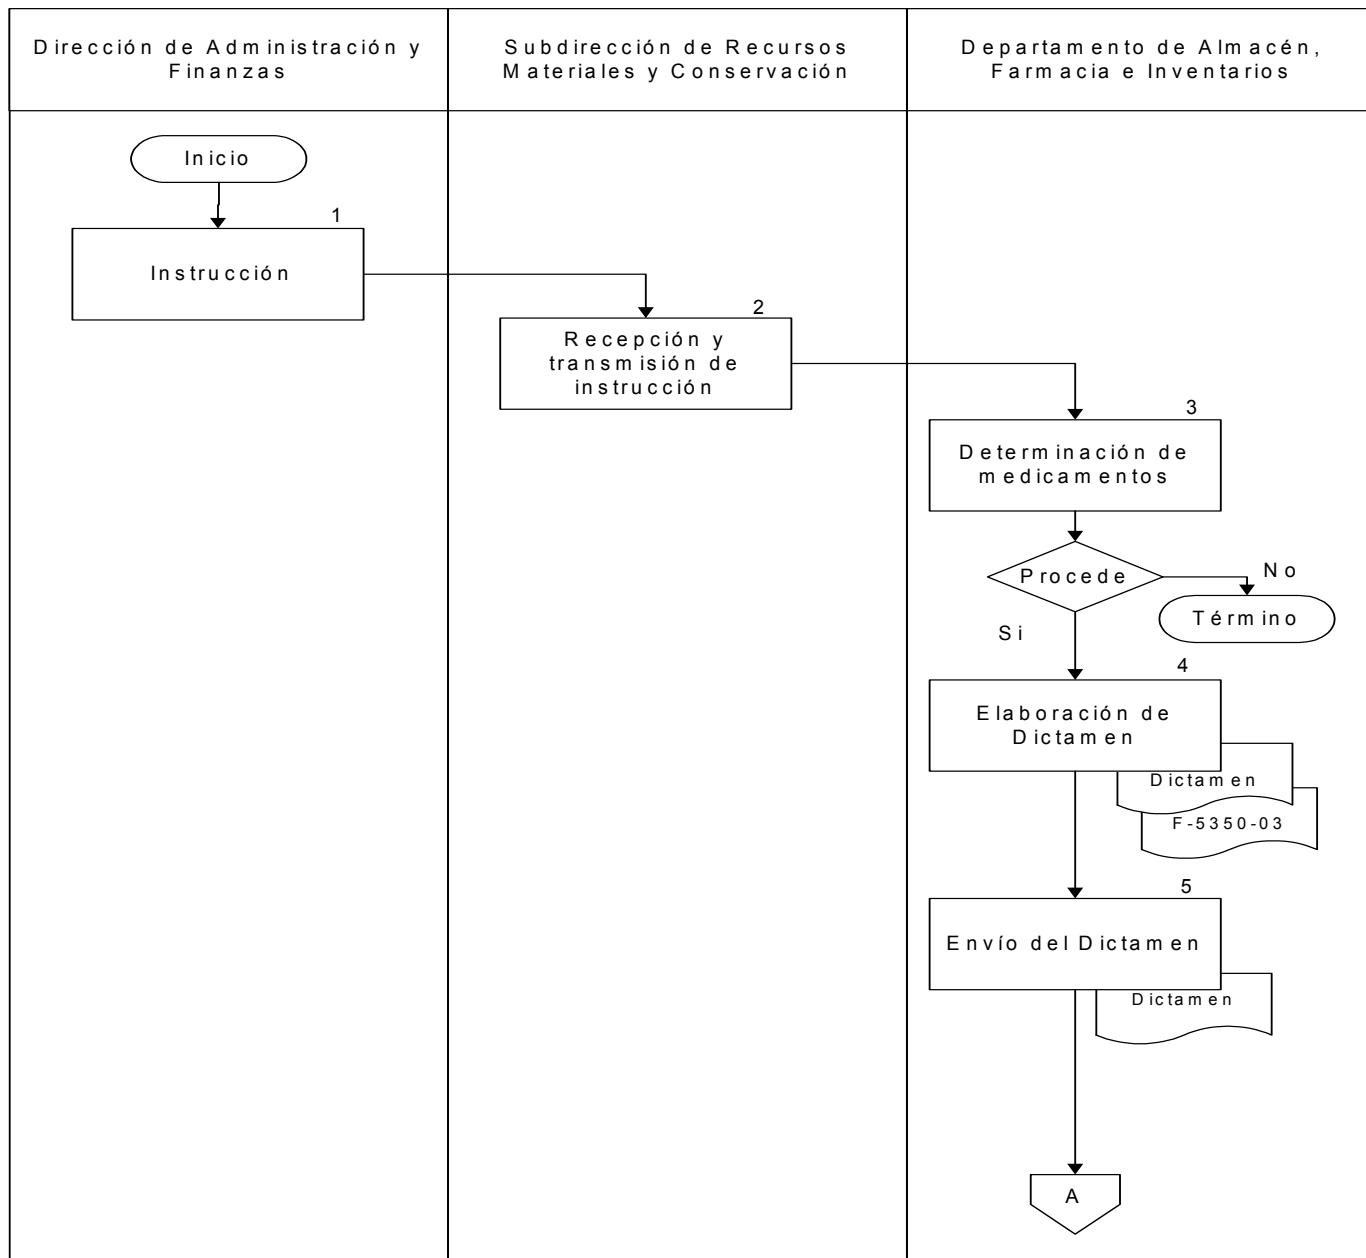 Dirección de Administración y
Finanzas
Subdirección de Recursos
Materiales y Conservación
Departamento de Almacén,
Farmacia e Inventarios
Inicio
1
Instrucción
2
Recepción y
transmisión de
instrucción
3
Determinación de
medicamentos
Procede
No
Término
Si
4
Elaboración de
Dictamen
Dictamen
F-5350-03
5
Envío del Dictamen
Dictamen
A